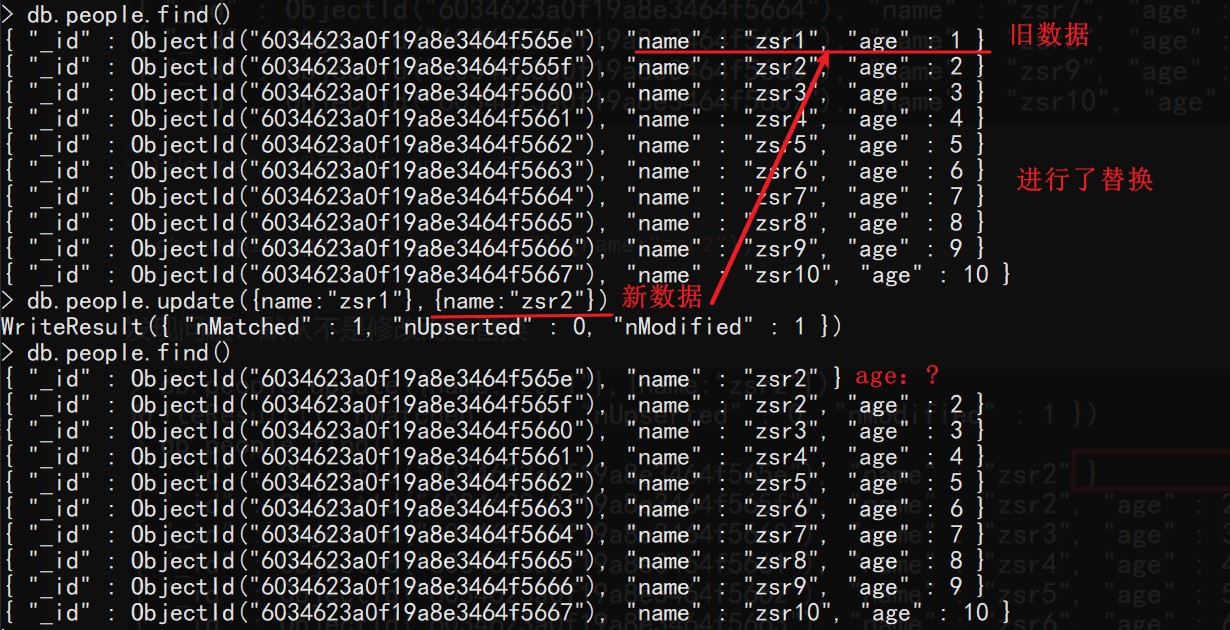 > db.people.find()
{ "_id" : ObjectId("6034623a0f19a8e3464f565e"), "name" : "zsr1", "age" : 1 } 旧数据
{ "_id" : ObjectId("6034623a0f19a8e3464f565f"), "name" : "zsr2", "age" : 2 }
{ "_id" : ObjectId("6034623a0f19a8e3464f5660"), "name" : "zsr3", "age" : 3 }
{ "_id" : ObjectId("6034623a0f19a8e3464f5661"), "name" : "zsr4", "age" : 4 }
{ "_id" : ObjectId("6034623a0f19a8e3464f5662"), "name" : "zsr5", "age" : 5 }
{ "_id" : ObjectId("6034623a0f19a8e3464f5663"), "name" : "zsr6", "age" : 6 } 进行了替换
{ "_id" : ObjectId("6034623a0f19a8e3464f5664"), "name" : "zsr7", "age" : 7 }
{ "_id" : ObjectId("6034623a0f19a8e3464f5665"), "name" : "zsr8", "age" : 8 }
{ "_id" : ObjectId("6034623a0f19a8e3464f5666"), "name" : "zsr9", "age" : 9 }
{ "_id" : ObjectId("6034623a0f19a8e3464f5667"), "name" : "zsr10", "age" : 10 }
> db.people.update({name:"zsr1"},{name:"zsr2"}) 新数据
WriteResult({ "nMatched" : 1, "nUpserted" : 0, "nModified" : 1 })
> db.people.find()
{ "_id" : ObjectId("6034623a0f19a8e3464f565e"), "name" : "zsr2" } age：？
{ "_id" : ObjectId("6034623a0f19a8e3464f565f"), "name" : "zsr2", "age" : 2 }
{ "_id" : ObjectId("6034623a0f19a8e3464f5660"), "name" : "zsr3", "age" : 3 }
{ "_id" : ObjectId("6034623a0f19a8e3464f5661"), "name" : "zsr4", "age" : 4 }
{ "_id" : ObjectId("6034623a0f19a8e3464f5662"), "name" : "zsr5", "age" : 5 }
{ "_id" : ObjectId("6034623a0f19a8e3464f5663"), "name" : "zsr6", "age" : 6 }
{ "_id" : ObjectId("6034623a0f19a8e3464f5664"), "name" : "zsr7", "age" : 7 }
{ "_id" : ObjectId("6034623a0f19a8e3464f5665"), "name" : "zsr8", "age" : 8 }
{ "_id" : ObjectId("6034623a0f19a8e3464f5666"), "name" : "zsr9", "age" : 9 }
{ "_id" : ObjectId("6034623a0f19a8e3464f5667"), "name" : "zsr10", "age" : 10 }